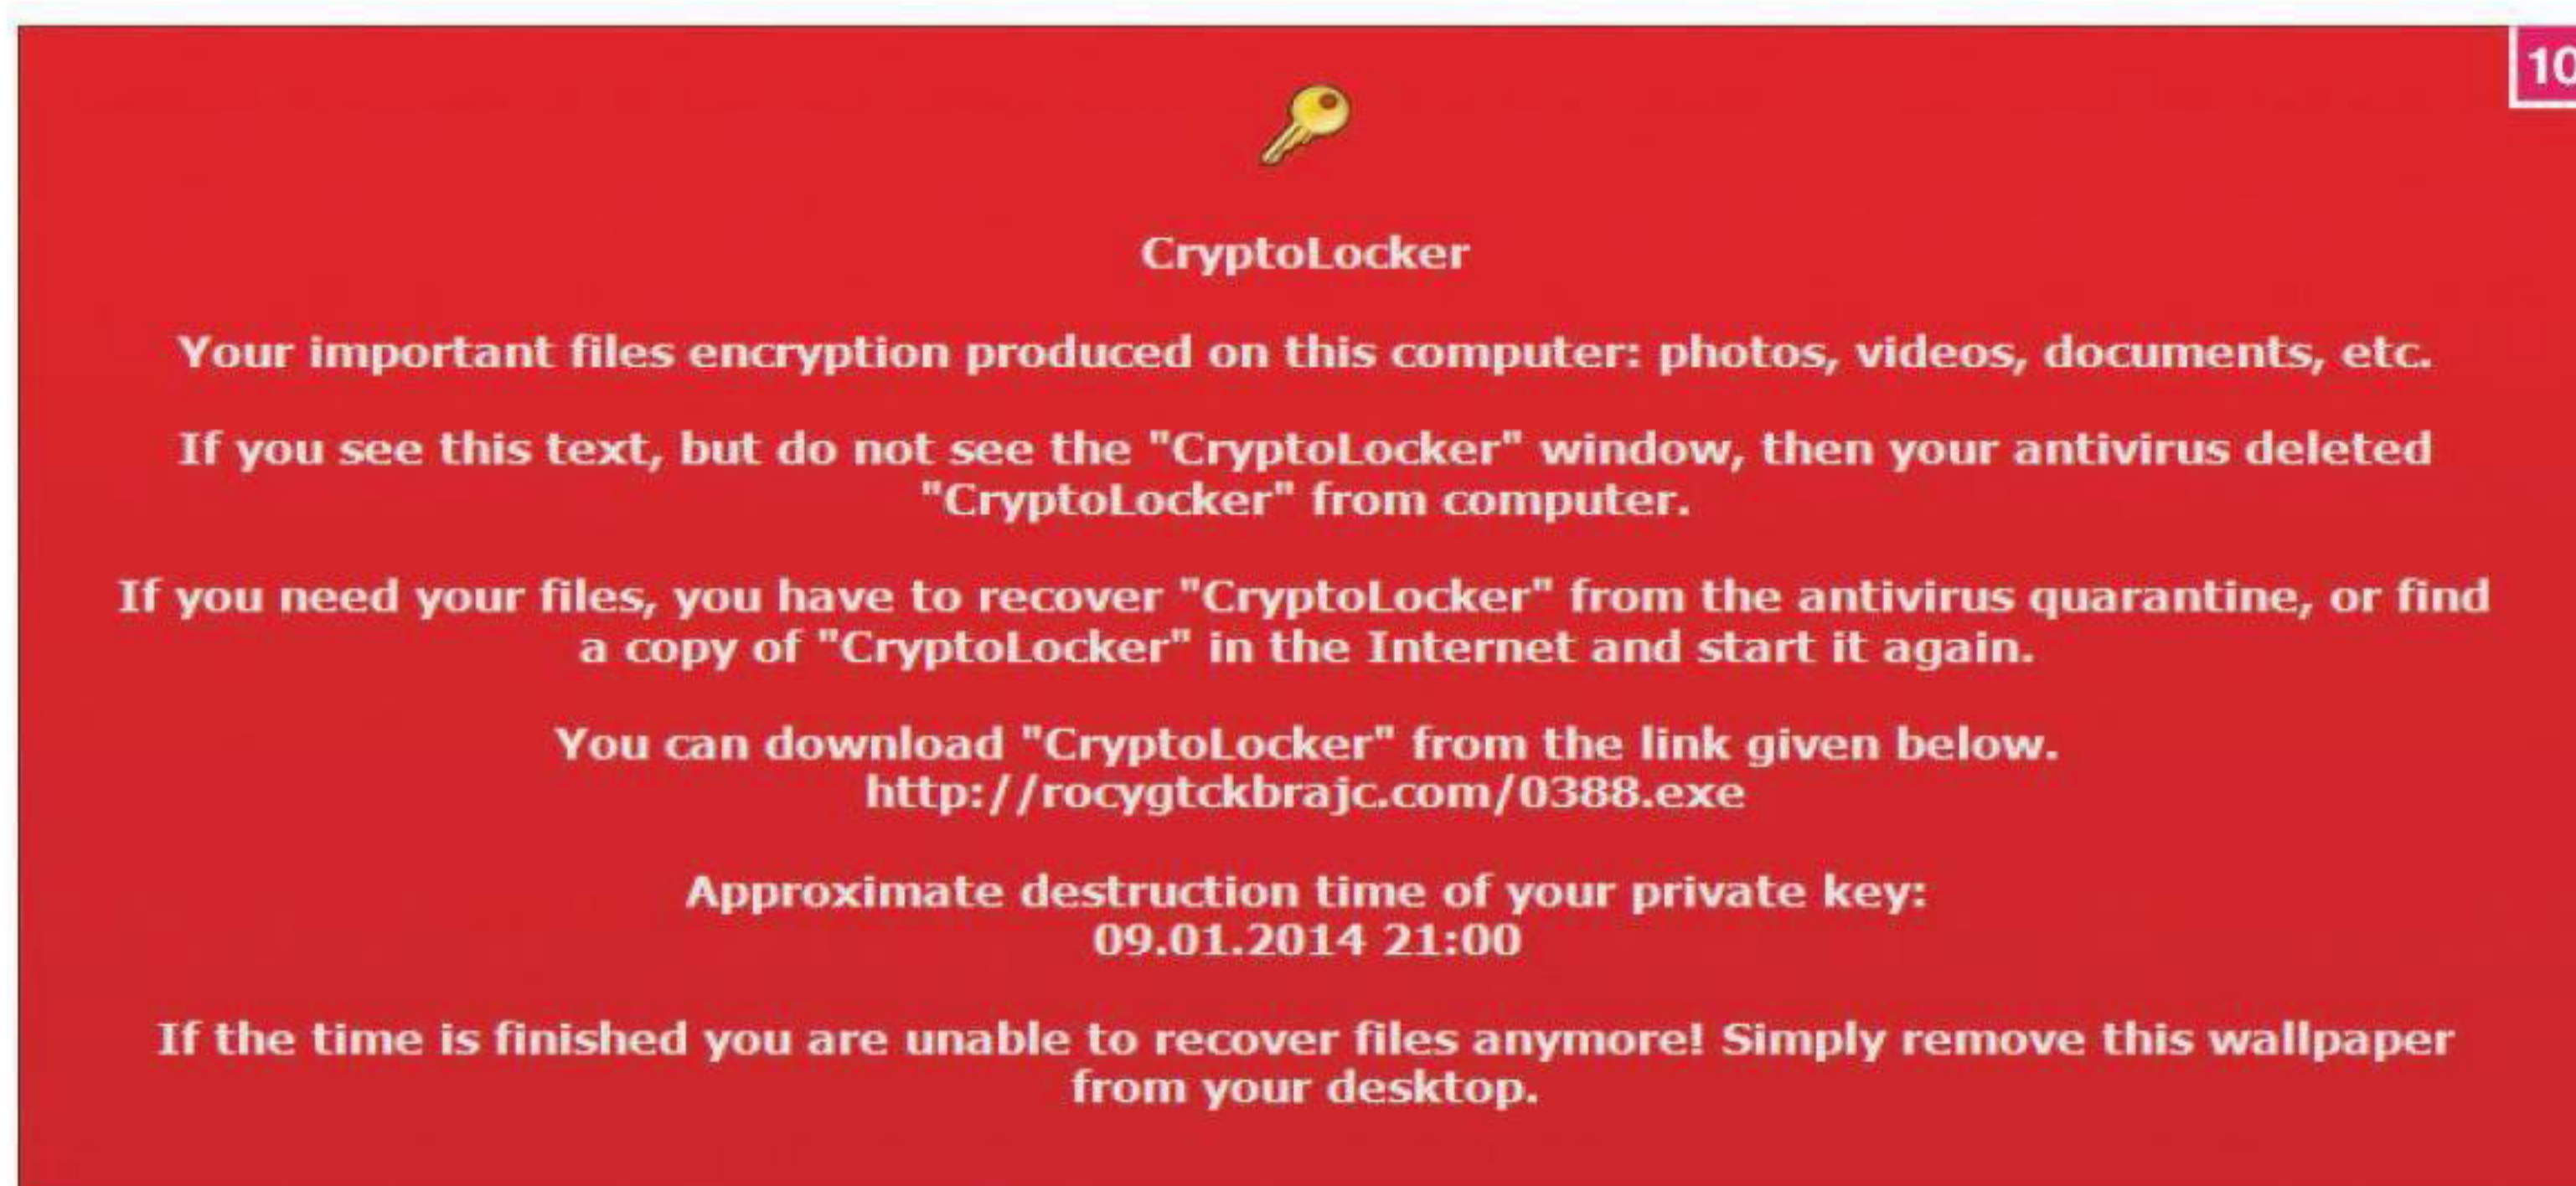 10
CryptoLocker
Your important files encryption produced on this computer: photos, videos, documents, etc.
If you see this text, but do not see the "CryptoLocker" window, then your antivirus deleted
"CryptoLocker" from computer.
If you need your files, you have to recover "CryptoLocker" from the antivirus quarantine, or find
a copy of "CryptoLocker" in the Internet and start it again.
You can download "CryptoLocker" from the link given below.
http://rocygtckbrajc.com/0388.exe
Approximate destruction time of your private key:
09.01.2014 21:00
If the time is finished you are unable to recover files anymore! Simply remove this wallpaper
from your desktop.